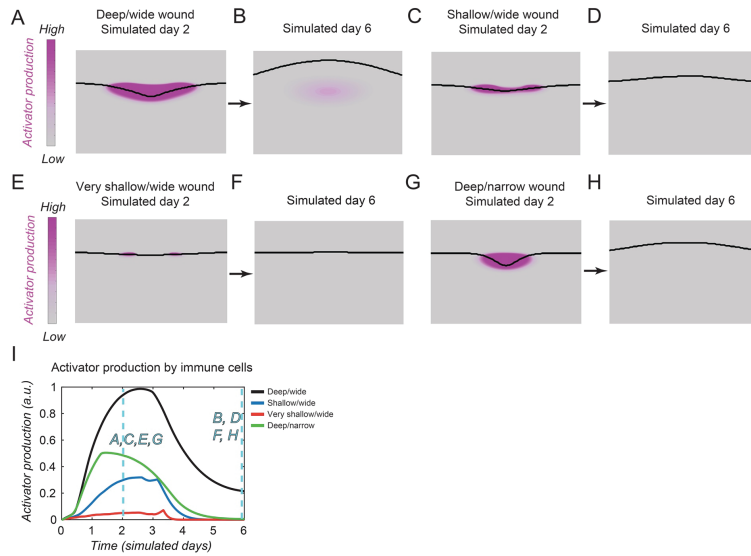 A
Deep/wide wound
Simulated day 2
B
Simulated day 6
C
Shallow/wide wound
Simulated day 2
D
Simulated day 6
High
Activator production
Low
E
Very shallow/wide wound
Simulated day 2
F
Simulated day 6
G
Deep/narrow wound
Simulated day 2
H
Simulated day 6
High
Activator production
Low
I
Activator production by immune cells
Activator production (a.u.)
1
0.8
0.6
0.4
0.2
0
A,C,E,G
B, D
F, H
Deep/wide
Shallow/wide
Very shallow/wide
Deep/narrow
0 1 2 3 4 5 6
Time (simulated days)